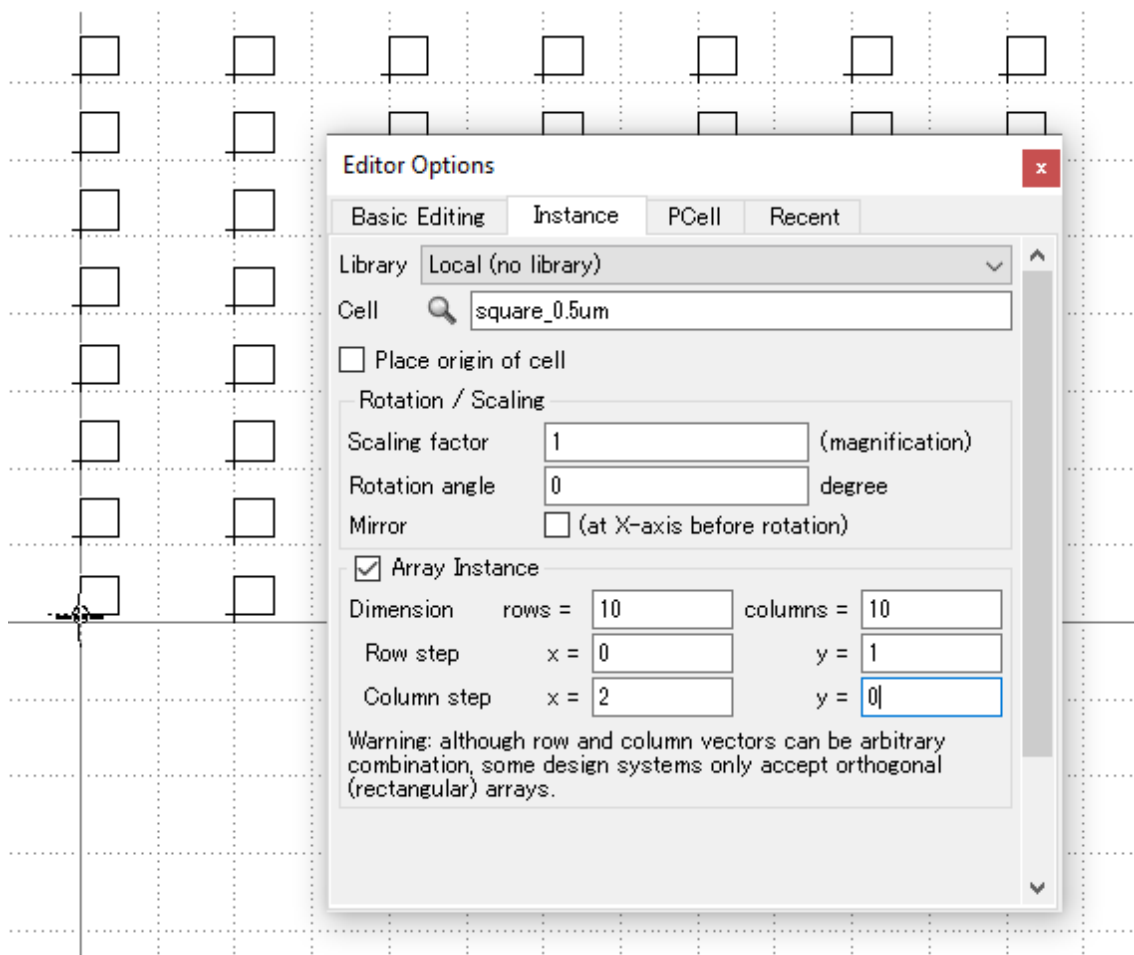 Editor Options
x
Basic Editing Instance PCell Recent
Library Local (no library)
Cell square_0.5um
Place origin of cell
Rotation / Scaling
Scaling factor 1 (magnification)
Rotation angle 0 degree
Mirror (at X-axis before rotation)
Array Instance
Dimension rows = 10 columns = 10
Row step x = 0 y = 1
Column step x = 2 y = 0
Warning: although row and column vectors can be arbitrary
combination, some design systems only accept orthogonal
(rectangular) arrays.